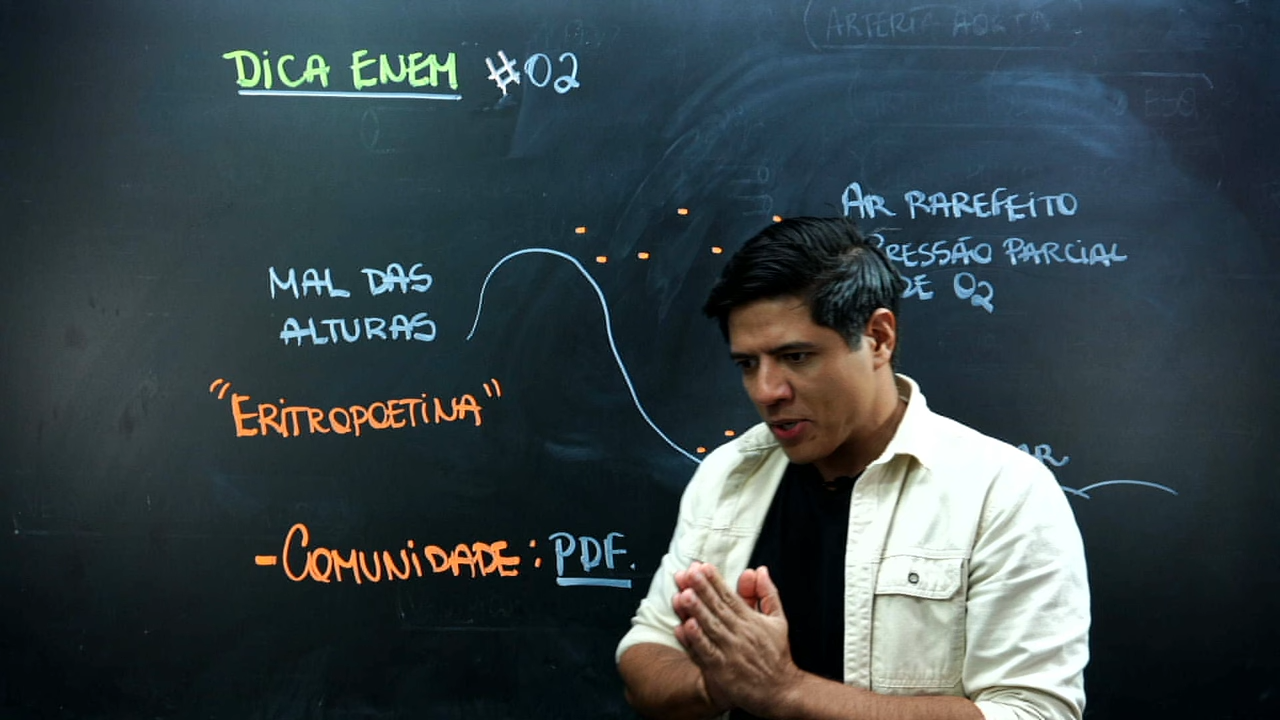 DICA ENEM #02
AR RAREFEITO
PRESSÃO PARCIAL
DE O2
MAL DAS
ALTURAS
"ERITROPOETINA"
- COMUNIDADE: PDF.